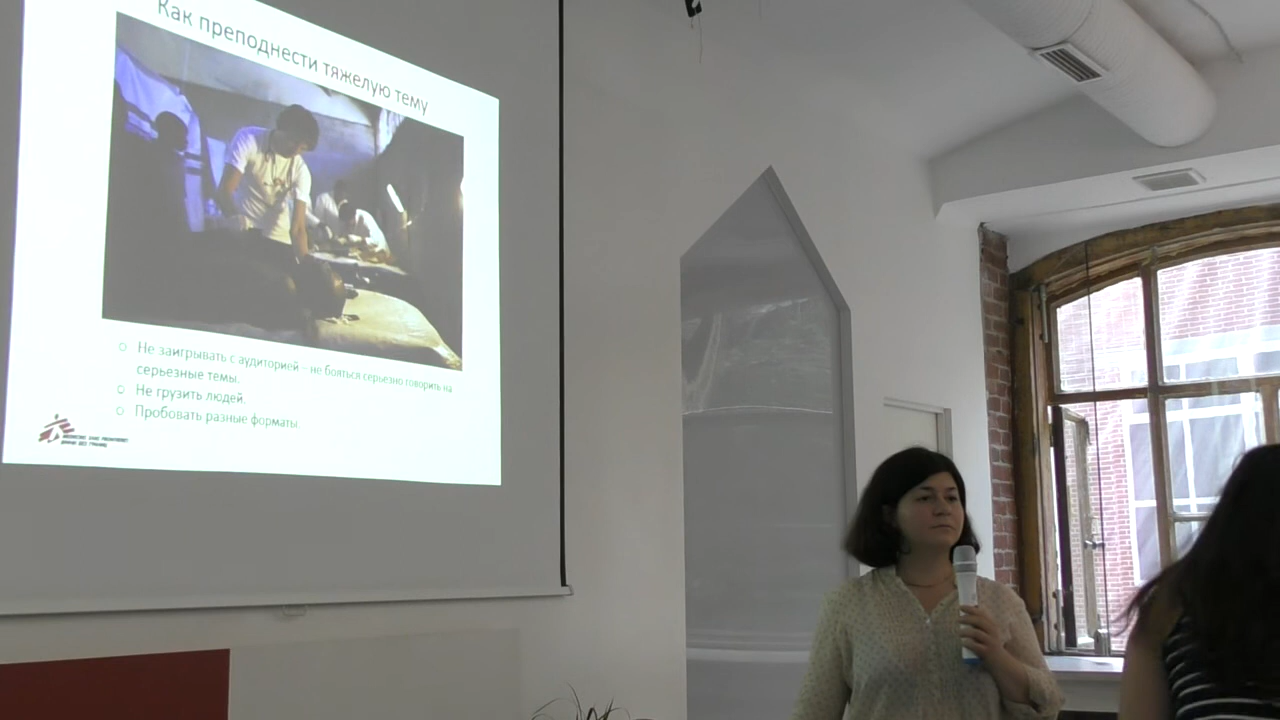 Как преподнести тяжелую тему
Не заигрывать с аудиторией – не бояться серьезно говорить на
серьезные темы.
Не грузить людей.
Пробовать разные форматы.